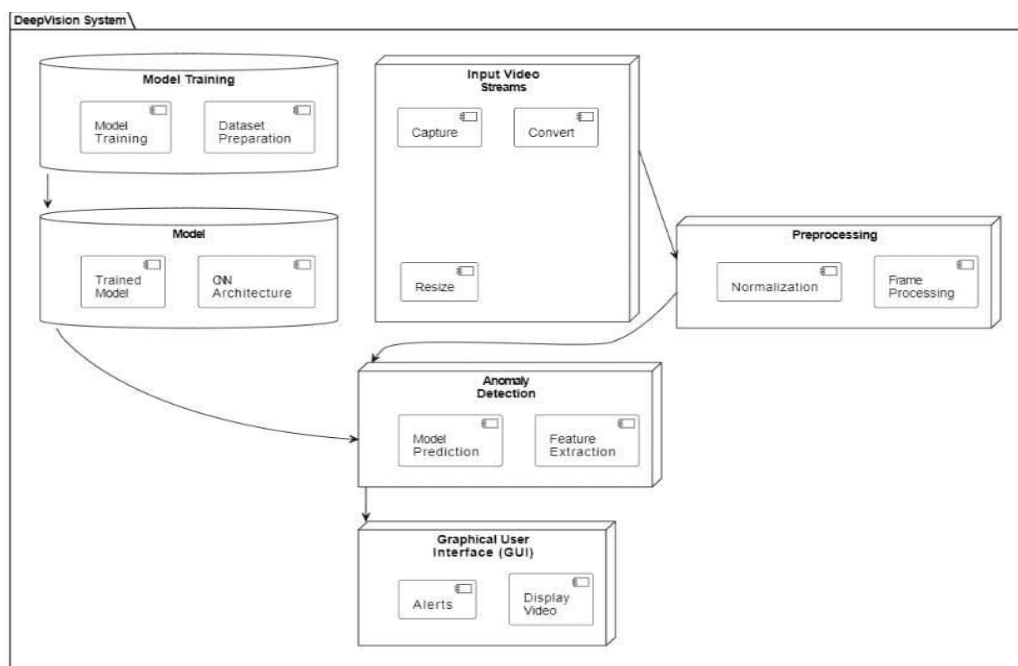 DeepVision System
Model Training
Model
Training
Dataset
Preparation
Input Video
Streams
Capture
Convert
Resize
Model
Trained
Model
CNN
Architecture
Preprocessing
Normalization
Frame
Processing
Anomaly
Detection
Model
Prediction
Feature
Extraction
Graphical User
Interface (GUI)
Alerts
Display
Video